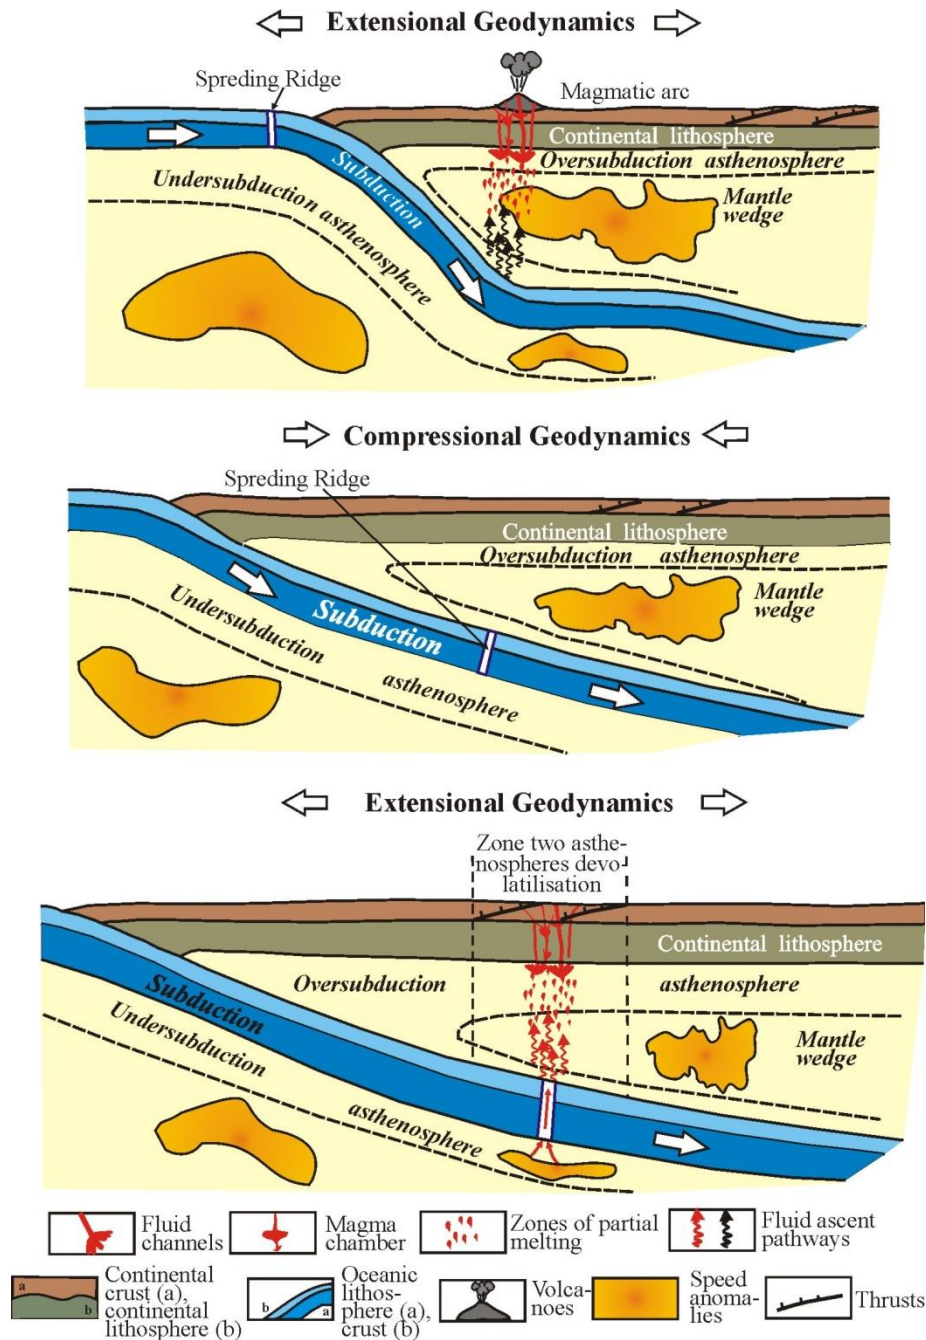 Extensional Geodynamics
Spreding Ridge
Magmatic arc
Continental lithosphere
Oversubduction asthenosphere
Subduction
Undersubduction asthenosphere
Mantle
wedge
Compressional Geodynamics
Spreding Ridge
Continental lithosphere
Oversubduction asthenosphere
Mantle
wedge
Subduction
Undersubduction
asthenosphere
Extensional Geodynamics
Zone two asthe-
nospheres devo-
latilisation
Continental lithosphere
Oversubduction asthenosphere
Subduction
Undersubduction
asthenosphere
Mantle
wedge
Fluid
channels
Magma
chamber
Zones of partial
melting
Fluid ascent
pathways
a
b
Continental
crust (a),
continental
lithosphere (b)
b
a
Oceanic
lithos-
phere (a),
crust (b)
Volca-
noes
Speed
anoma-
lies
Thrusts